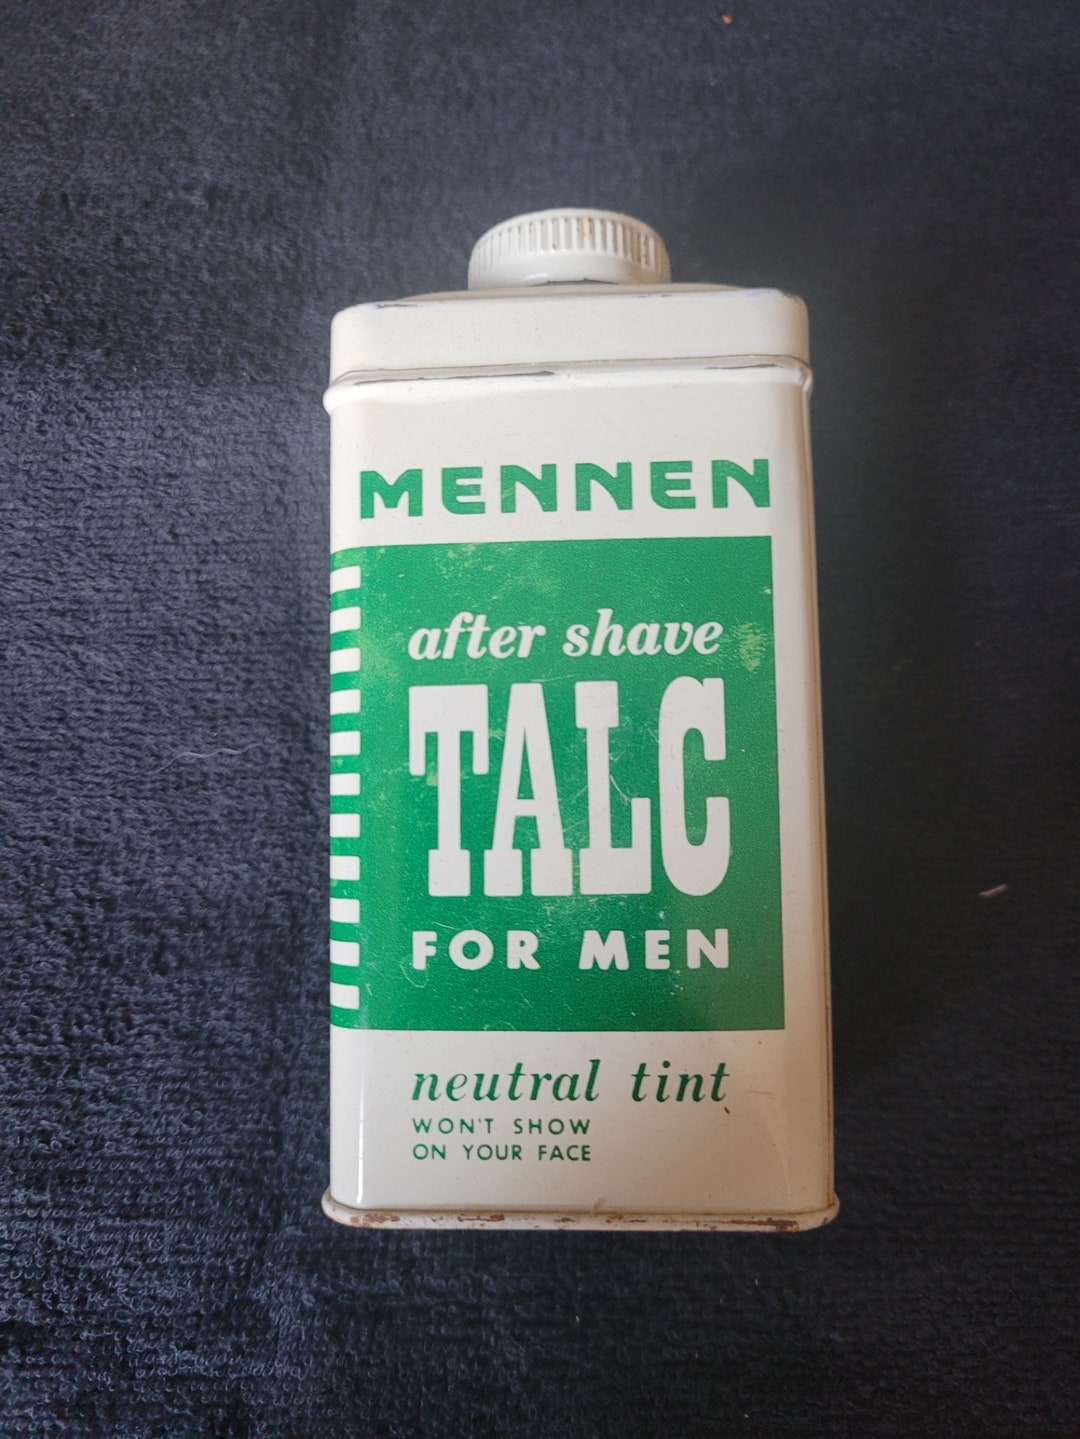 MENNEN
after shave
TALC
FOR MEN
neutral tint
WON'T SHOW
ON YOUR FACE